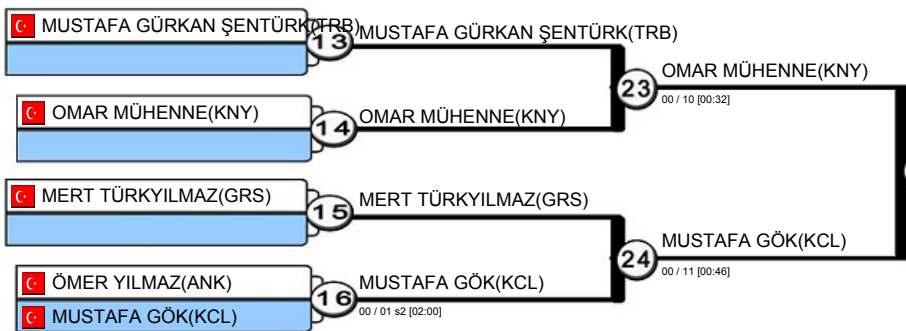 MUSTAFA GÜRKAN ŞENTÜRK(TRB)
13
MUSTAFA GÜRKAN ŞENTÜRK(TRB)
23
OMAR MÜHENNE(KNY)
00 / 10 [00:32]
OMAR MÜHENNE(KNY)
14
OMAR MÜHENNE(KNY)
MERT TÜRKYILMAZ(GRS)
15
MERT TÜRKYILMAZ(GRS)
24
MUSTAFA GÖK(KCL)
00 / 11 [00:46]
ÖMER YILMAZ(ANK)
16
MUSTAFA GÖK(KCL)
00 / 01 s2 [02:00]
MUSTAFA GÖK(KCL)